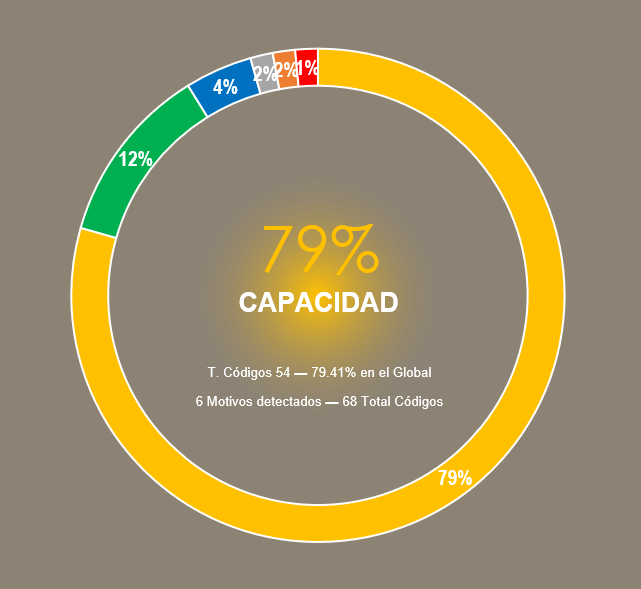 4%
2%
2%
1%
12%
79%
CAPACIDAD
T. Códigos 54 — 79.41% en el Global
6 Motivos detectados — 68 Total Códigos
79%